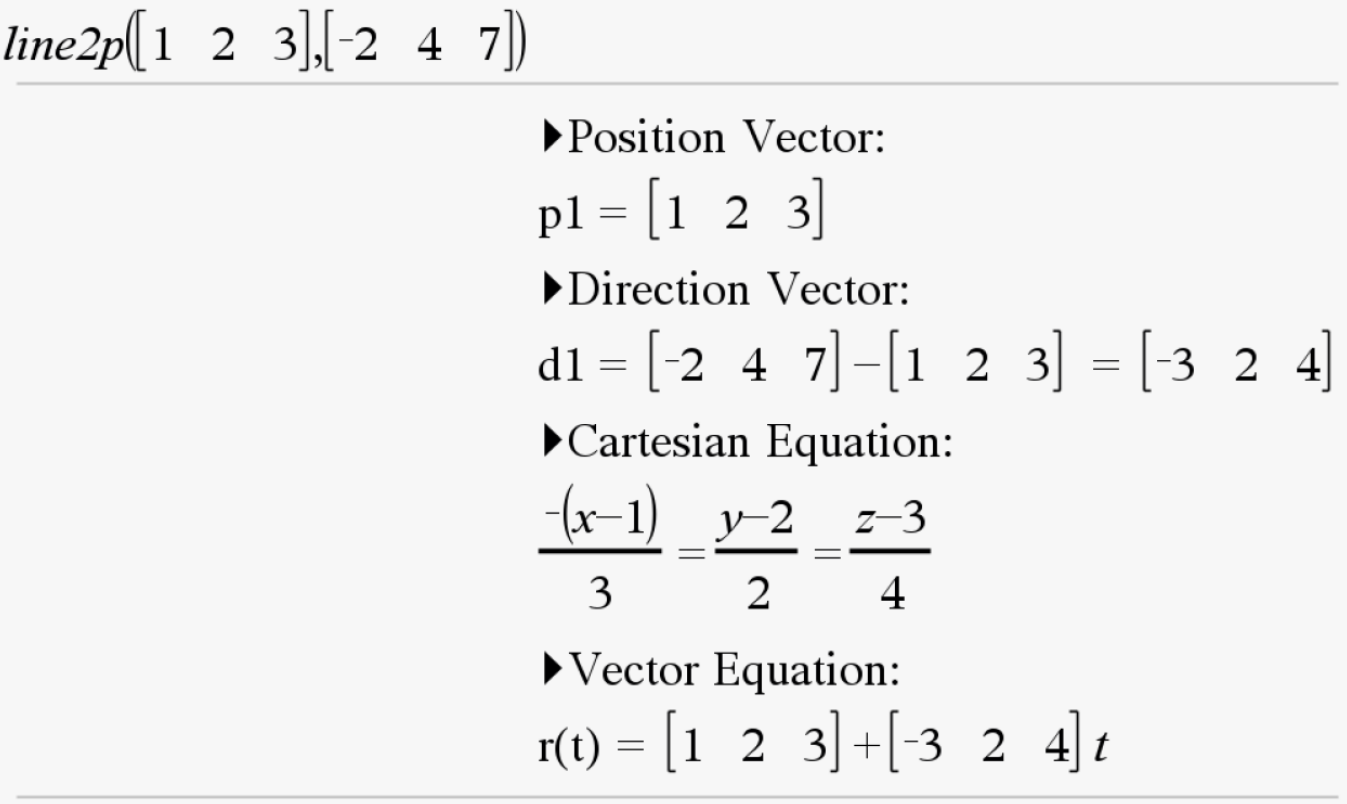 line2p([1 2 3],[-2 4 7])
▶Position Vector:
p1 = [1 2 3]
▶Direction Vector:
d1 = [-2 4 7]−[1 2 3] = [-3 2 4]
▶Cartesian Equation:
-(x−1)/3 = y−2/2 = z−3/4
▶Vector Equation:
r(t) = [1 2 3]+[-3 2 4] t